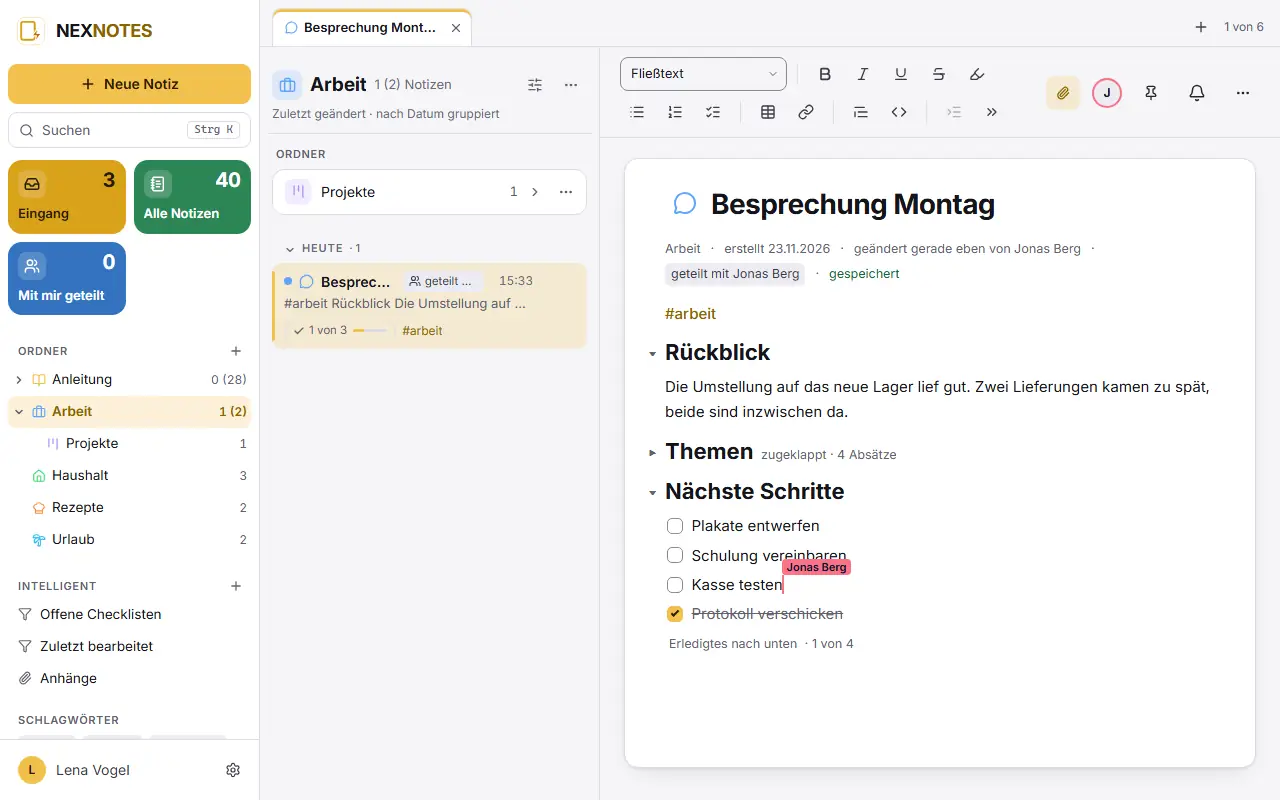 NEXNOTES
Neue Notiz
Suchen Strg K
3
Eingang
40
Alle Notizen
0
Mit mir geteilt
ORDNER
Anleitung 0 (28)
Arbeit 1 (2)
Projekte 1
Haushalt 3
Rezepte 2
Urlaub 2
INTELLIGENT
Offene Checklisten
Zuletzt bearbeitet
Anhänge
SCHLAGWÖRTER
L Lena Vogel
Besprechung Mont...
1 von 6
Arbeit 1 (2) Notizen
Zuletzt geändert · nach Datum gruppiert
ORDNER
Projekte 1
HEUTE · 1
Besprec... geteilt ... 15:33
#arbeit Rückblick Die Umstellung auf ...
1 von 3 #arbeit
Fließtext
J
Besprechung Montag
Arbeit · erstellt 23.11.2026 · geändert gerade eben von Jonas Berg ·
geteilt mit Jonas Berg · gespeichert
#arbeit
Rückblick
Die Umstellung auf das neue Lager lief gut. Zwei Lieferungen kamen zu spät,
beide sind inzwischen da.
Themen zugeklappt · 4 Absätze
Nächste Schritte
Plakate entwerfen
Schulung vereinbaren
Jonas Berg
Kasse testen
Protokoll verschicken
Erledigtes nach unten · 1 von 4